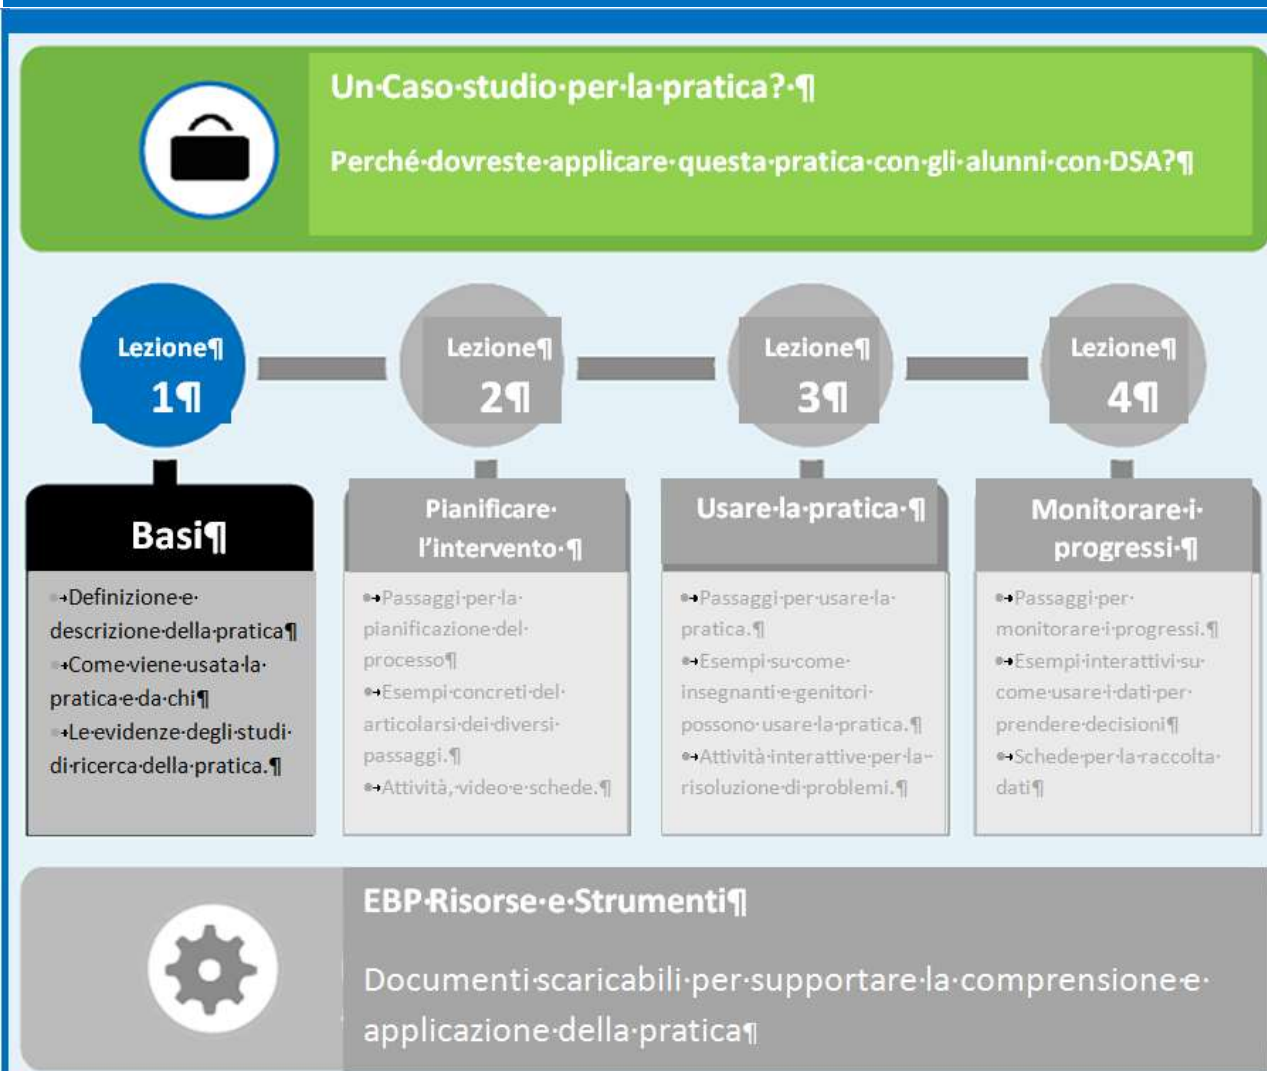 Un·Caso·studio·per·la·pratica?·¶
Perché·dovreste·applicare·questa·pratica·con·gli·alunni·con·DSA?¶
Lezione¶
1¶
Lezione¶
2¶
Lezione¶
3¶
Lezione¶
4¶
Basi¶
•→Definizione·e·
descrizione·della·pratica¶
•→Come·viene·usata·la·
pratica·e·da·chi¶
•→Le·evidenze·degli·studi·
di·ricerca·della·pratica.¶
Pianificare·
l’intervento·¶
•→Passaggi·per·la·
pianificazione·del·
processo¶
•→Esempi·concreti·del·
articolarsi·dei·diversi·
passaggi.¶
•→Attività,·video·e·schede.¶
Usare·la·pratica·¶
•→Passaggi·per·usare·la·
pratica.¶
•→Esempi·su·come·
insegnanti·e·genitori·
possono·usare·la·pratica.¶
•→Attività·interattive·per·la·-
risoluzione·di·problemi.¶
Monitorare·i·
progressi·¶
•→Passaggi·per·
monitorare·i·progressi.¶
•→Esempi·interattivi·su·
come·usare·i·dati·per·
prendere·decisioni¶
•→Schede·per·la·raccolta·
dati¶
EBP·Risorse·e·Strumenti¶
Documenti·scaricabili·per·supportare·la·comprensione·e·
applicazione·della·pratica¶